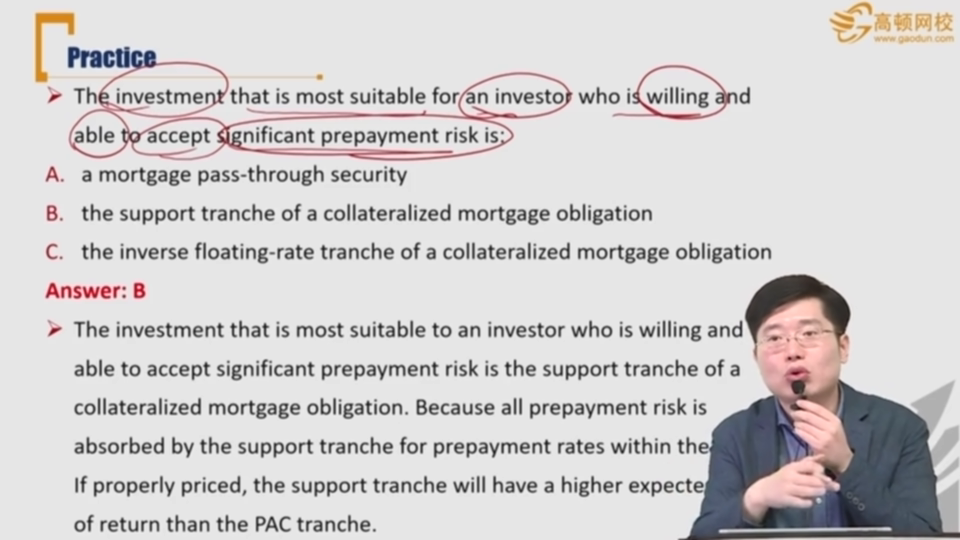 高顿网校
www.gaodun.com
Practice
The investment that is most suitable for an investor who is willing and
able to accept significant prepayment risk is:
A. a mortgage pass-through security
B. the support tranche of a collateralized mortgage obligation
C. the inverse floating-rate tranche of a collateralized mortgage obligation
Answer: B
The investment that is most suitable to an investor who is willing and
able to accept significant prepayment risk is the support tranche of a
collateralized mortgage obligation. Because all prepayment risk is
absorbed by the support tranche for prepayment rates within the
If properly priced, the support tranche will have a higher
of return than the PAC tranche.